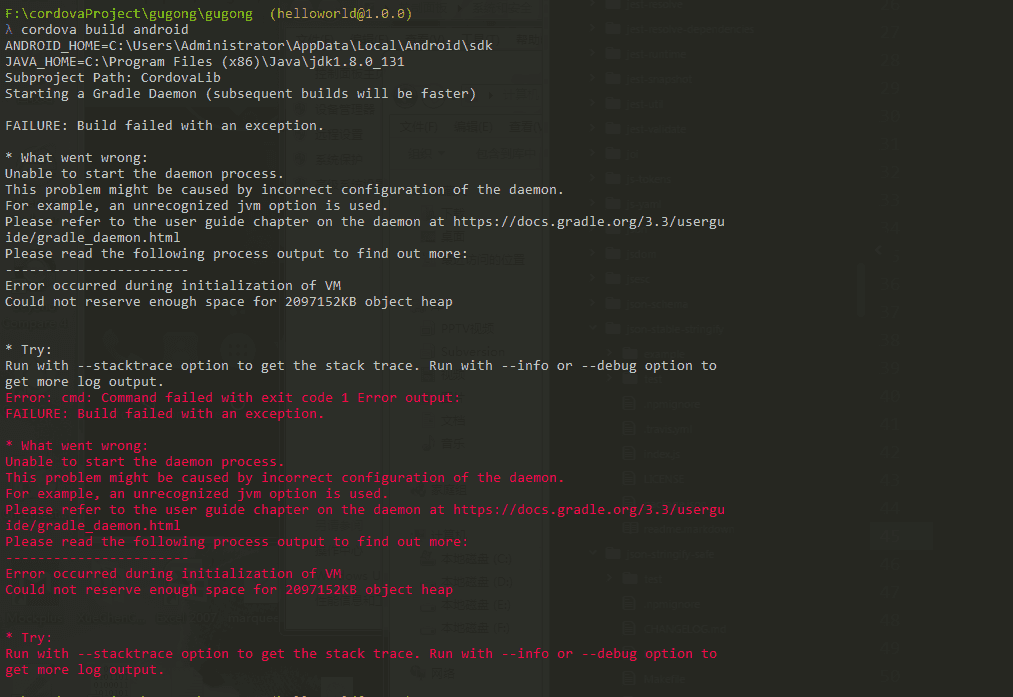 F:\cordovaProject\gugong\gugong  (helloworld@1.0.0)
λ cordova build android
ANDROID_HOME=C:\Users\Administrator\AppData\Local\Android\sdk
JAVA_HOME=C:\Program Files (x86)\Java\jdk1.8.0_131
Subproject Path: CordovaLib
Starting a Gradle Daemon (subsequent builds will be faster)
FAILURE: Build failed with an exception.
* What went wrong:
Unable to start the daemon process.
This problem might be caused by incorrect configuration of the daemon.
For example, an unrecognized jvm option is used.
Please refer to the user guide chapter on the daemon at https://docs.gradle.org/3.3/usergu
ide/gradle_daemon.html
Please read the following process output to find out more:
-----------------------
Error occurred during initialization of VM
Could not reserve enough space for 2097152KB object heap
* Try:
Run with --stacktrace option to get the stack trace. Run with --info or --debug option to
get more log output.
Error: cmd: Command failed with exit code 1 Error output:
FAILURE: Build failed with an exception.
* What went wrong:
Unable to start the daemon process.
This problem might be caused by incorrect configuration of the daemon.
For example, an unrecognized jvm option is used.
Please refer to the user guide chapter on the daemon at https://docs.gradle.org/3.3/usergu
ide/gradle_daemon.html
Please read the following process output to find out more:
-----------------------
Error occurred during initialization of VM
Could not reserve enough space for 2097152KB object heap
* Try:
Run with --stacktrace option to get the stack trace. Run with --info or --debug option to
get more log output.